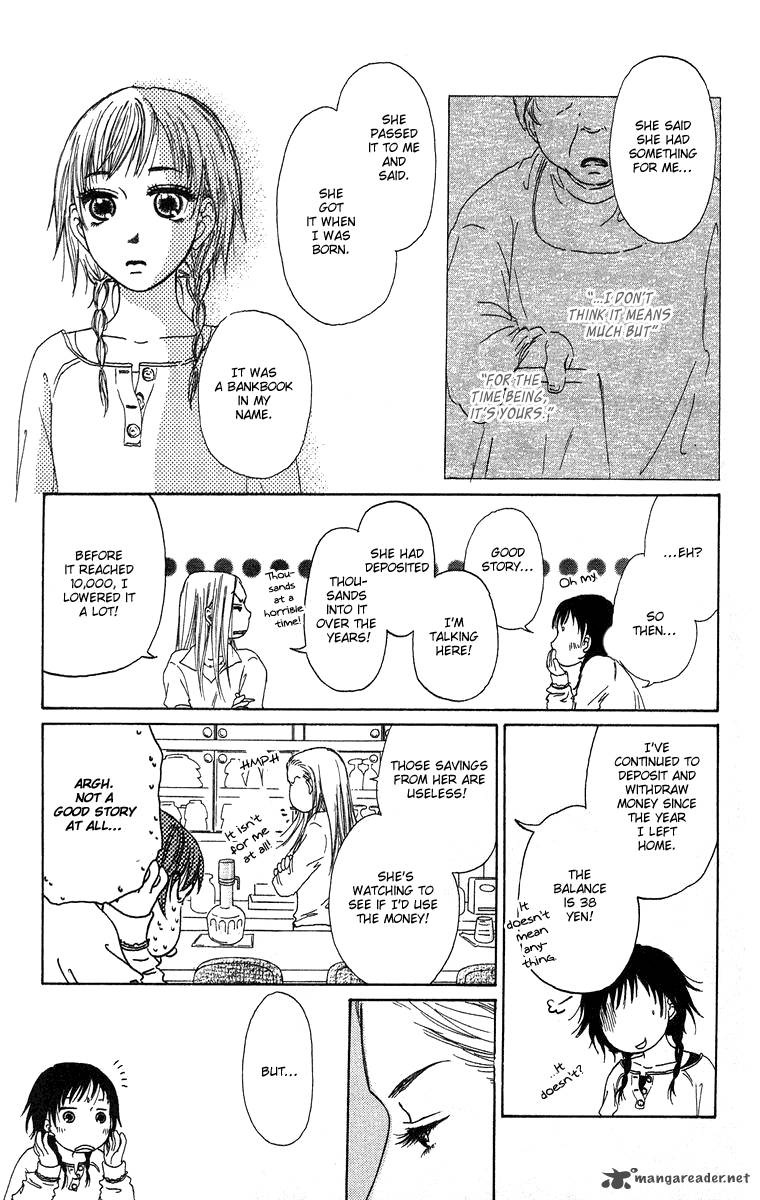 SHE SAID
SHE HAD
SOMETHING
FOR ME...
"...I DON'T
THINK IT MEANS
MUCH BUT"
"FOR THE
TIME BEING,
IT'S YOURS."
SHE
PASSED
IT TO ME
AND
SAID.
SHE
GOT
IT WHEN
I WAS
BORN.
IT WAS
A BANKBOOK
IN MY
NAME.
...EH?
SO
THEN...
Oh my
GOOD
STORY...
I'M
TALKING
HERE!
SHE HAD
DEPOSITED
THOU-
SANDS
INTO IT
OVER THE
YEARS!
Thou-
sands
at a
horrible
time!
BEFORE
IT REACHED
10,000, I
LOWERED IT
A LOT!
I'VE
CONTINUED
TO
DEPOSIT AND
WITHDRAW
MONEY SINCE
THE YEAR
I LEFT
HOME.
THE
BALANCE
IS 38
YEN!
It
doesn't
mean
any-
thing.
...It
doesn't?
THOSE SAVINGS
FROM HER ARE
USELESS!
SHE'S
WATCHING TO
SEE IF I'D USE
THE MONEY!
HMPH
It isn't
for me
at all!
ARGH.
NOT A
GOOD STORY
AT ALL...
BUT...
mangareader.net